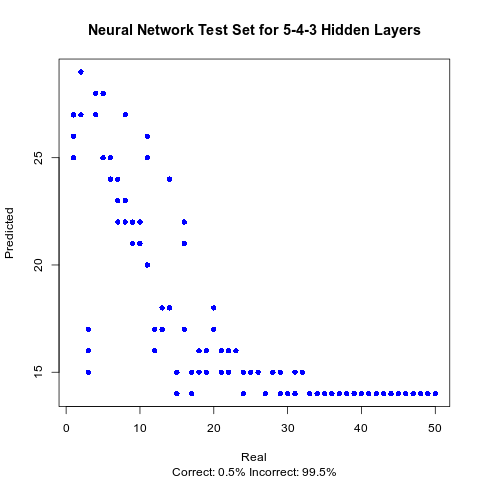 Neural Network Test Set for 5-4-3 Hidden Layers
Predicted
25
20
15
0 10 20 30 40 50
Real
Correct: 0.5% Incorrect: 99.5%